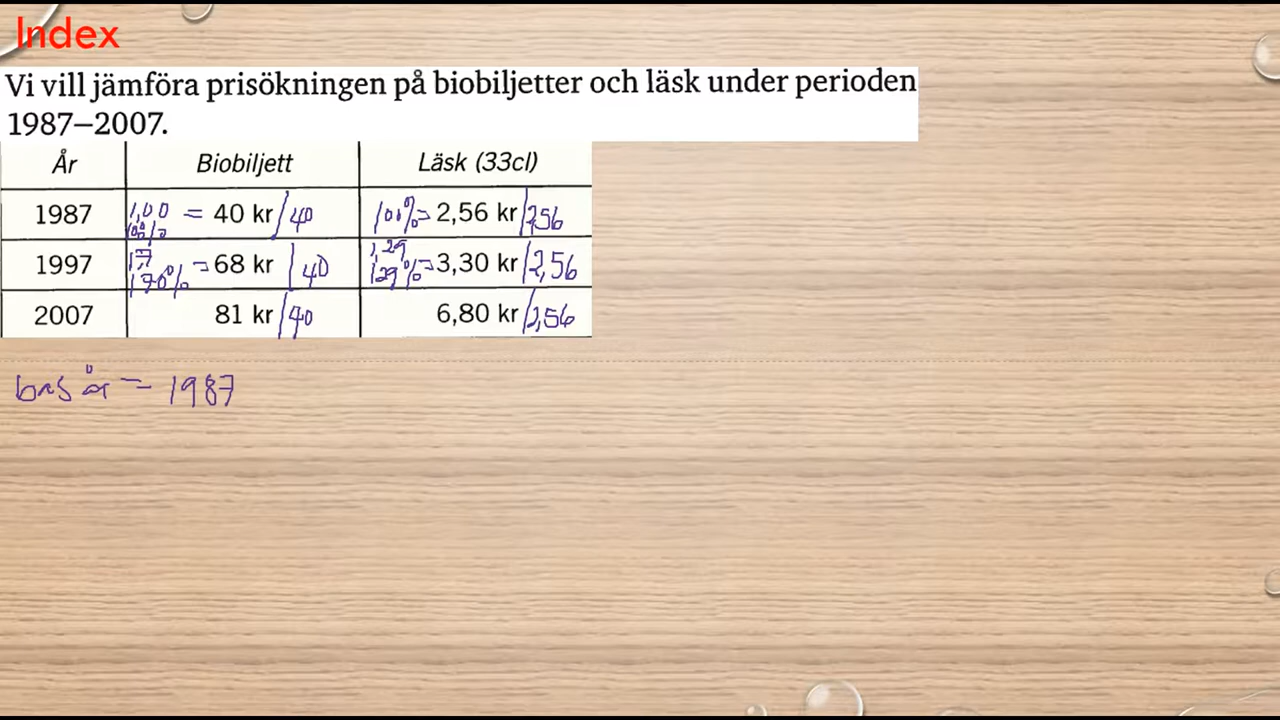 Index
Vi vill jämföra prisökningen på biobiljetter och läsk under perioden
1987–2007.
År Biobiljett Läsk (33cl)
1987 1,00 = 40 kr/40 100%= 2,56 kr/2,56
100%
1997 1,7 = 68 kr/40 1,29 = 3,30 kr/2,56
170% 129%
2007 81 kr/40 6,80 kr/2,56
bas år = 1987